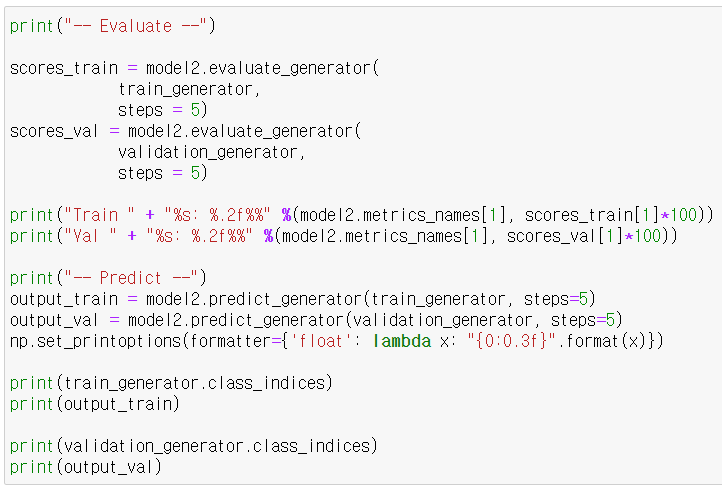 print("-- Evaluate --")
scores_train = model2.evaluate_generator(
train_generator,
steps = 5)
scores_val = model2.evaluate_generator(
validation_generator,
steps = 5)
print("Train " + "%s: %.2f%%" %(model2.metrics_names[1], scores_train[1]*100))
print("Val " + "%s: %.2f%%" %(model2.metrics_names[1], scores_val[1]*100))
print("-- Predict --")
output_train = model2.predict_generator(train_generator, steps=5)
output_val = model2.predict_generator(validation_generator, steps=5)
np.set_printoptions(formatter={'float': lambda x: "{0:0.3f}".format(x)})
print(train_generator.class_indices)
print(output_train)
print(validation_generator.class_indices)
print(output_val)